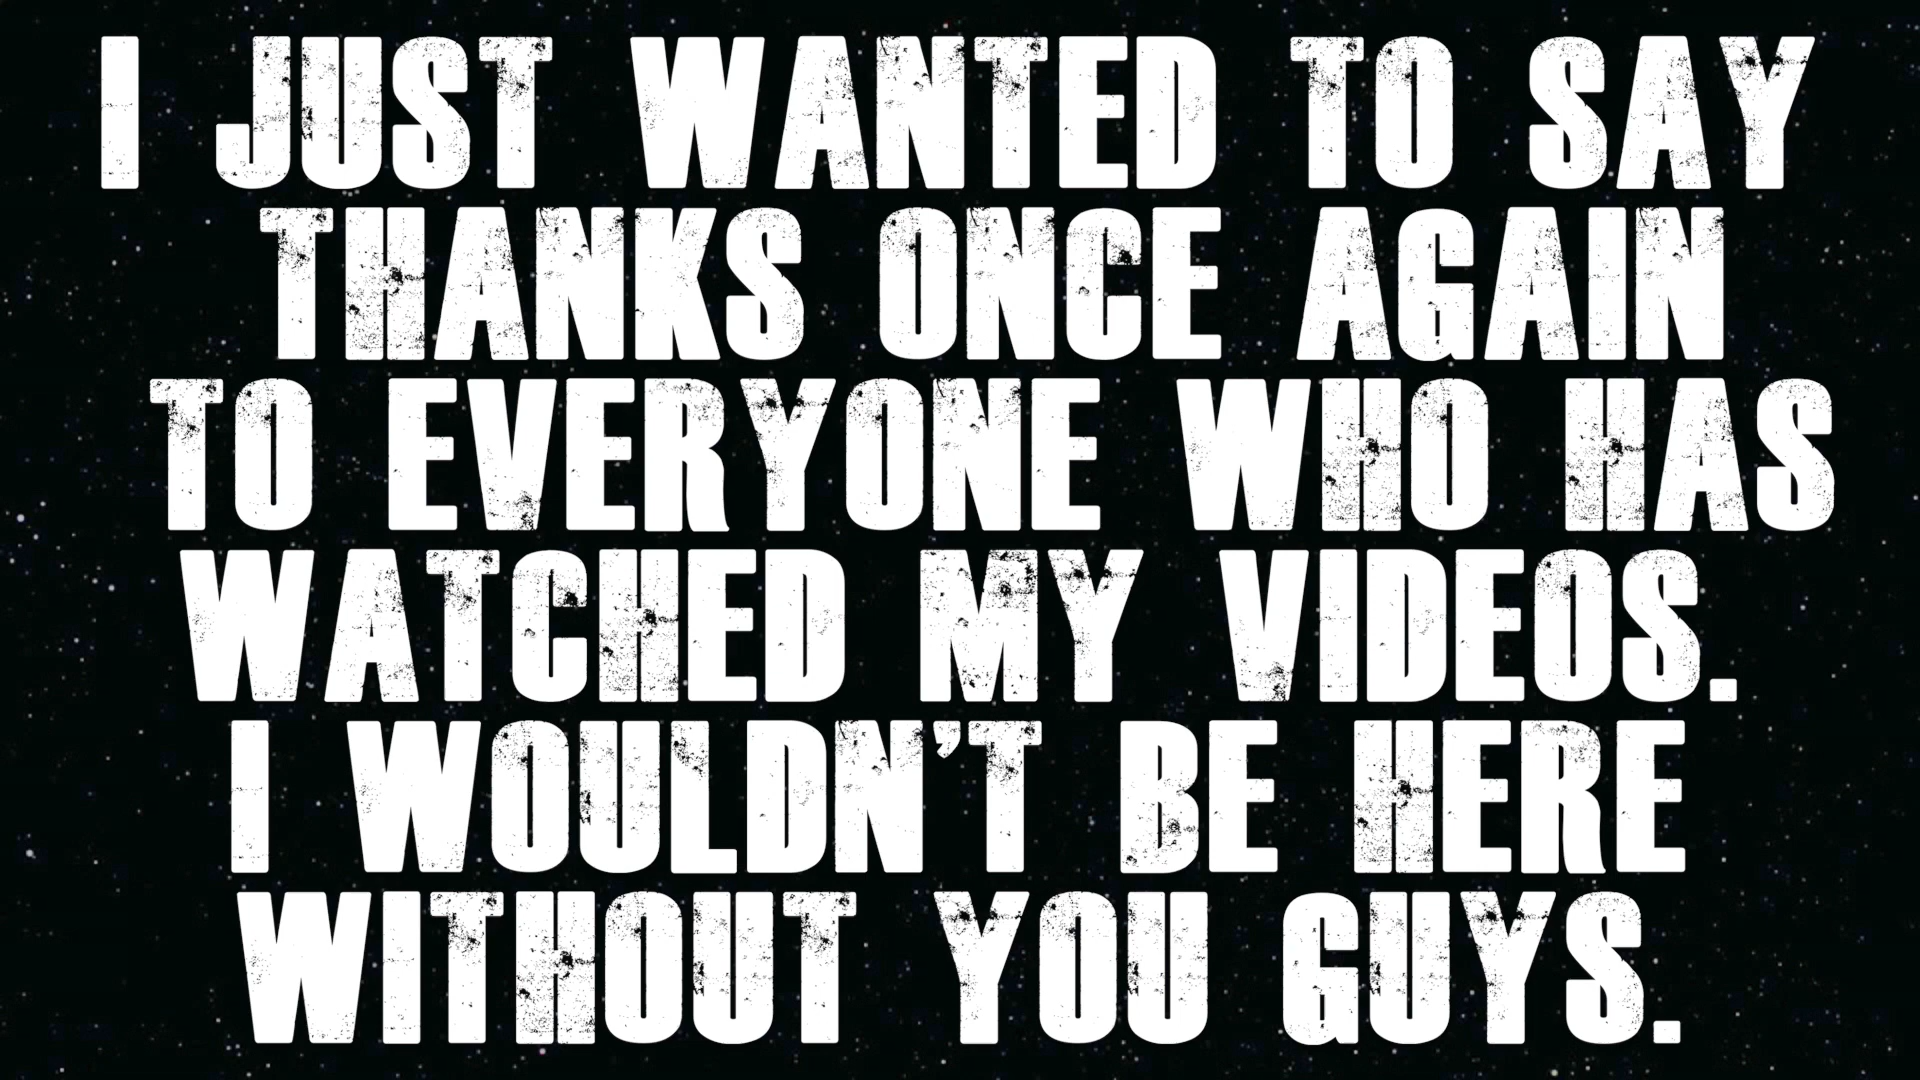 I JUST WANTED TO SAY
THANKS ONCE AGAIN
TO EVERYONE WHO HAS
WATCHED MY VIDEOS.
I WOULDN'T BE HERE
WITHOUT YOU GUYS.